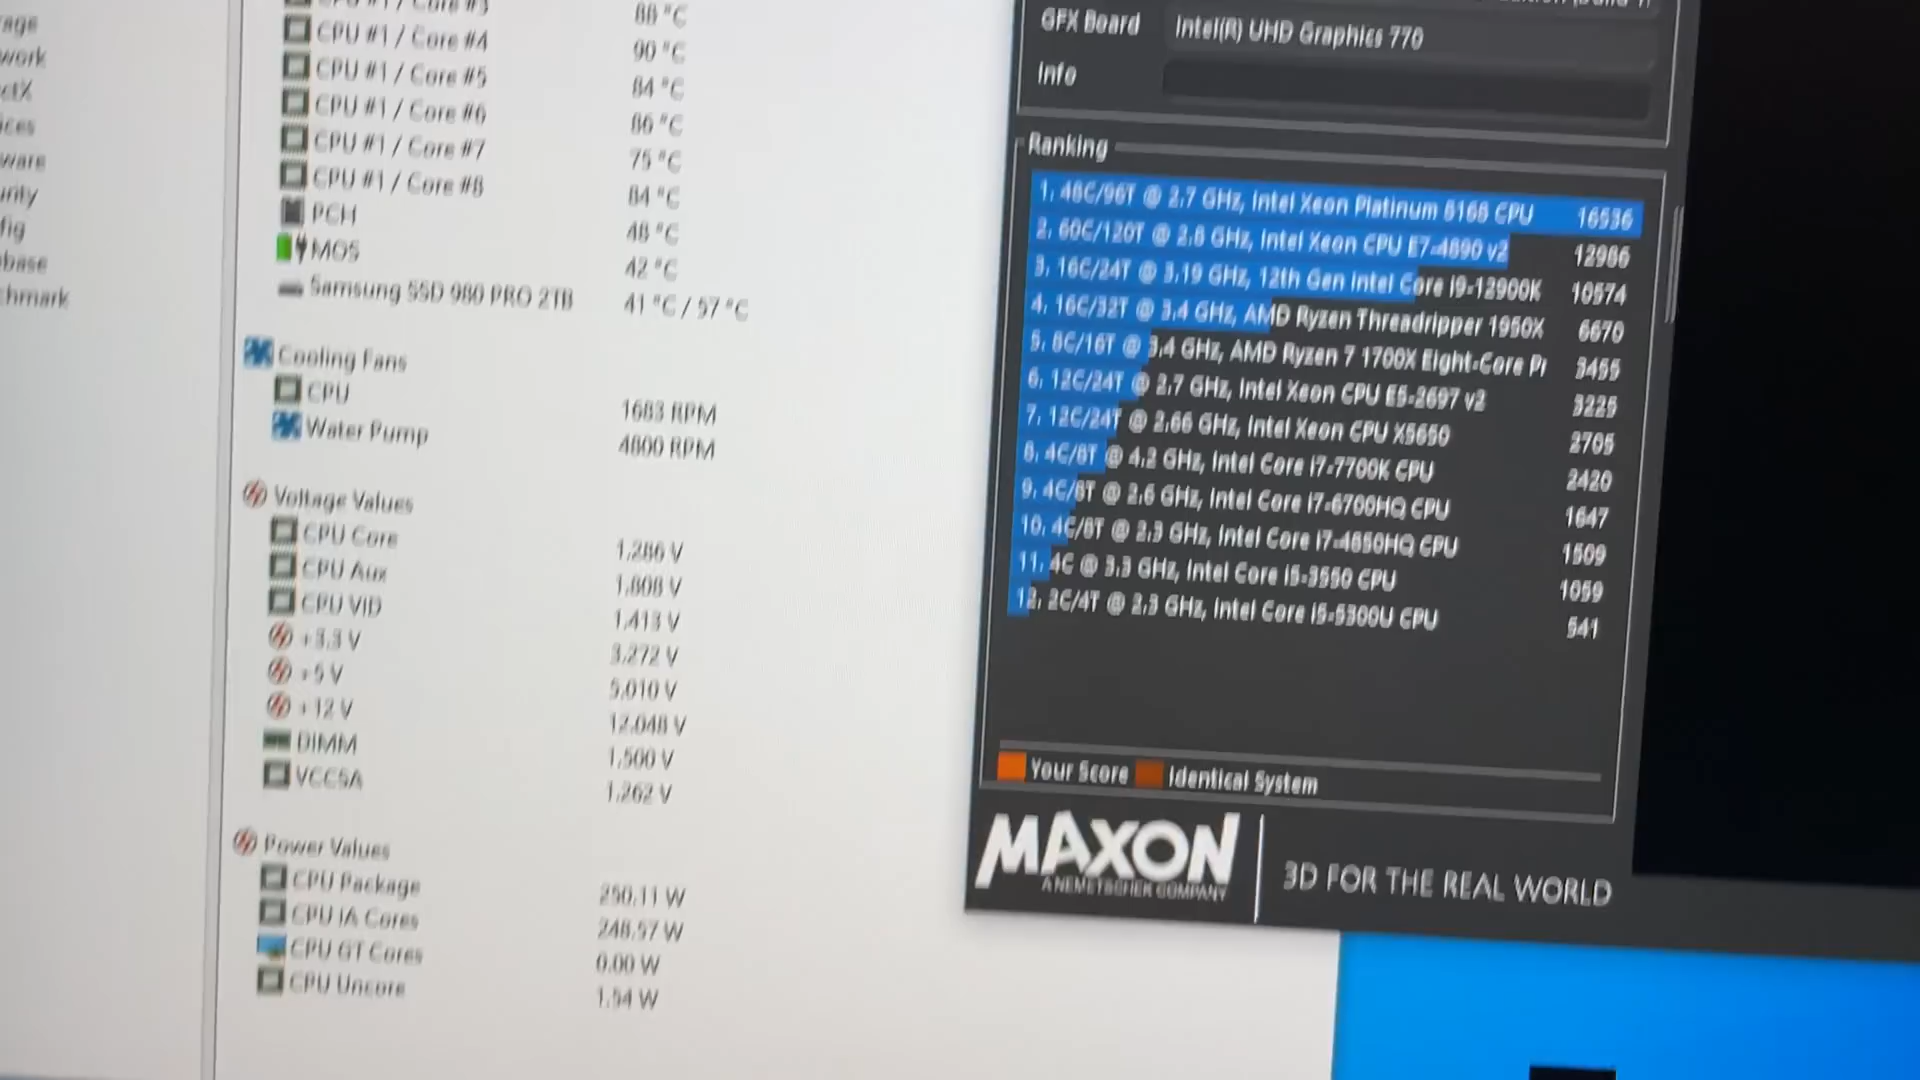 work
ices
ware
fig
base
chmark
88 °C
CPU #1 / Core #4 90 °C
CPU #1 / Core #5 84 °C
CPU #1 / Core #6 86 °C
CPU #1 / Core #7 75 °C
CPU #1 / Core #8 84 °C
PCH 48 °C
MOS 42 °C
Samsung SSD 980 PRO 2TB 41 °C / 57 °C
Cooling Fans
CPU 1683 RPM
Water Pump 4800 RPM
Voltage Values
CPU Core 1.286 V
CPU Aux 1.808 V
CPU VID 1.413 V
+3.3 V 3.272 V
+5 V 5.010 V
+12 V 12.048 V
DIMM 1.500 V
VCCSA 1.262 V
Power Values
CPU Package 250.11 W
CPU IA Cores 248.57 W
CPU GT Cores 0.00 W
CPU Uncore 1.54 W
GFX Board Intel(R) UHD Graphics 770
Info
Ranking
1. 48C/96T @ 2.7 GHz, Intel Xeon Platinum 8168 CPU 16536
2. 60C/120T @ 2.8 GHz, Intel Xeon CPU E7-4890 v2 12986
3. 16C/24T @ 3.19 GHz, 12th Gen Intel Core i9-12900K 10574
4. 16C/32T @ 3.4 GHz, AMD Ryzen Threadripper 1950X 6670
5. 8C/16T @ 3.4 GHz, AMD Ryzen 7 1700X Eight-Core Pr 3455
6. 12C/24T @ 2.7 GHz, Intel Xeon CPU E5-2697 v2 3225
7. 12C/24T @ 2.66 GHz, Intel Xeon CPU X5650 2705
8. 4C/8T @ 4.2 GHz, Intel Core i7-7700K CPU 2420
9. 4C/8T @ 2.6 GHz, Intel Core i7-6700HQ CPU 1647
10. 4C/8T @ 2.3 GHz, Intel Core i7-4850HQ CPU 1509
11. 4C @ 3.3 GHz, Intel Core i5-3550 CPU 1059
12. 2C/4T @ 2.3 GHz, Intel Core i5-5300U CPU 541
Your Score Identical System
MAXON
A NEMETSCHEK COMPANY
3D FOR THE REAL WORLD